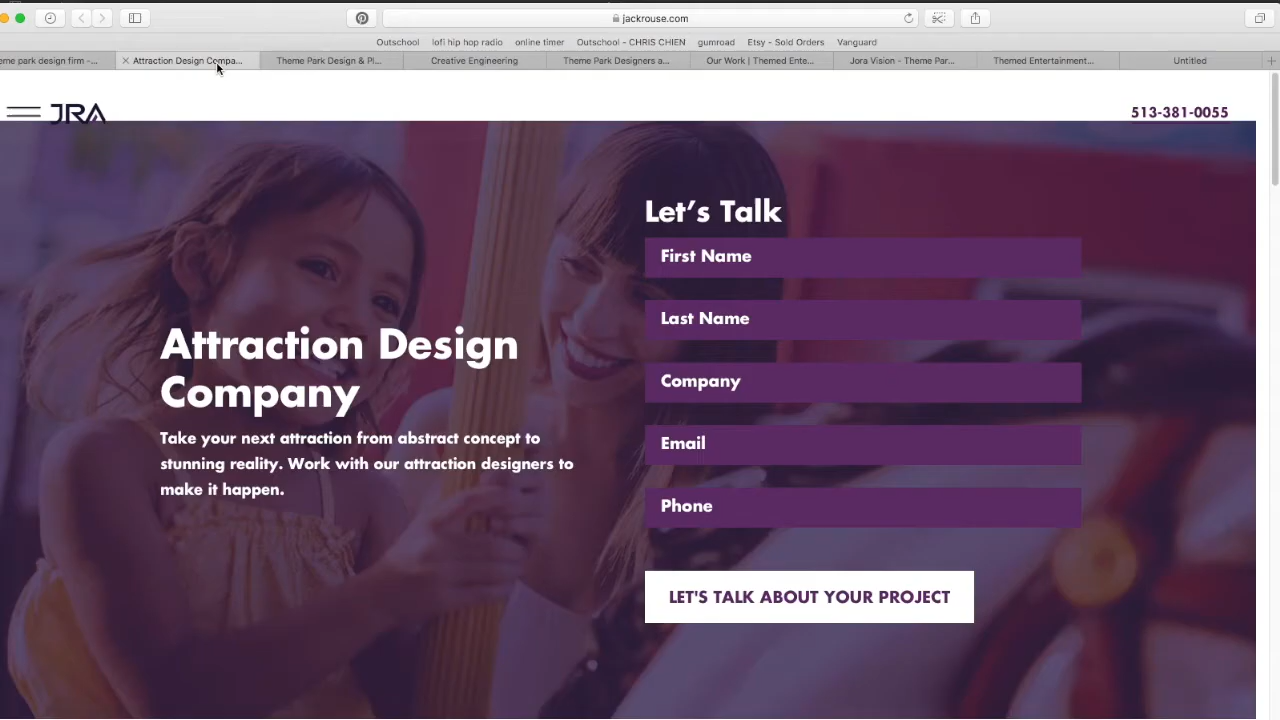 jackrouse.com
Outschool lofi hip hop radio online timer Outschool - CHRIS CHIEN gumroad Etsy - Sold Orders Vanguard
eme park design firm -... Attraction Design Compa... Theme Park Design & Pl... Creative Engineering Theme Park Designers a... Our Work | Themed Ente... Jora Vision - Theme Par... Themed Entertainment... Untitled
JRA
513-381-0055
Let's Talk
First Name
Last Name
Company
Email
Phone
LET'S TALK ABOUT YOUR PROJECT
Attraction Design
Company
Take your next attraction from abstract concept to
stunning reality. Work with our attraction designers to
make it happen.